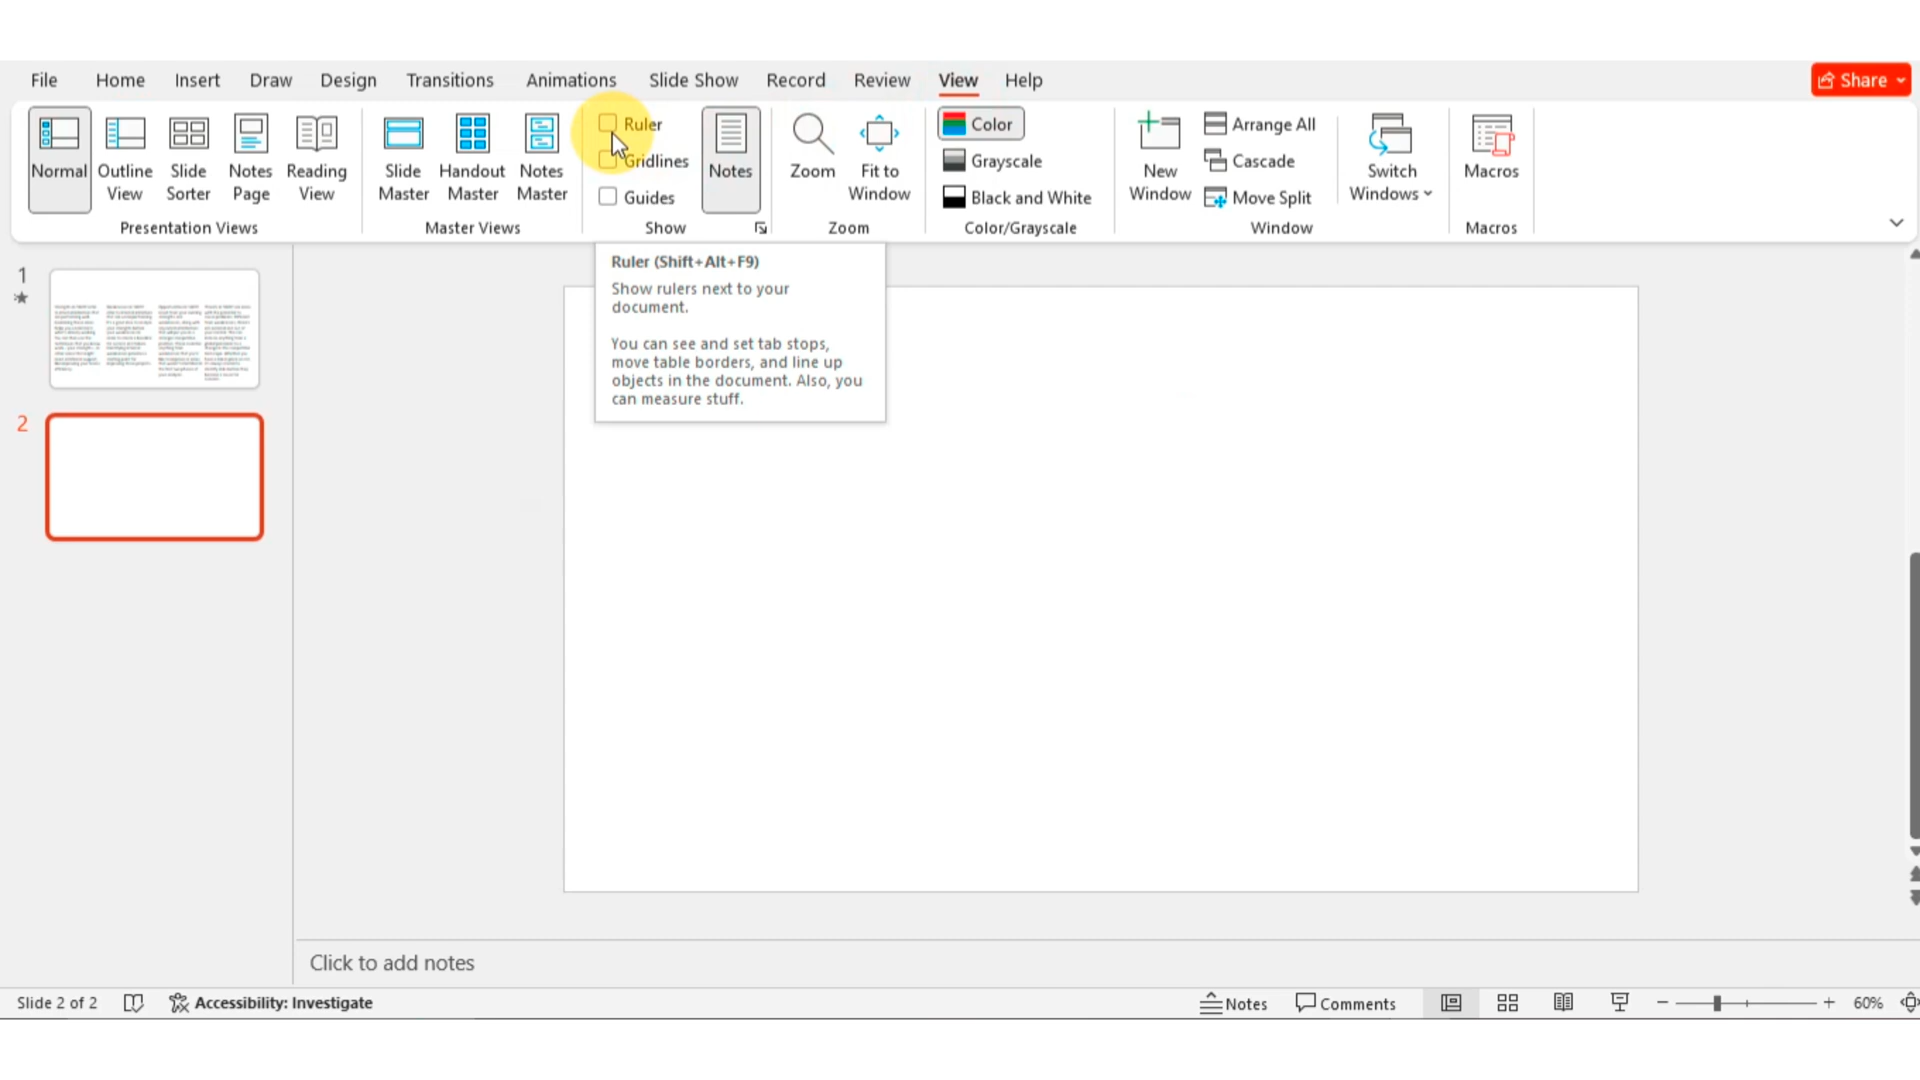 File Home Insert Draw Design Transitions Animations Slide Show Record Review View Help Share
Normal
Outline View
Slide Sorter
Notes Page
Reading View
Presentation Views
Slide Master
Handout Master
Notes Master
Master Views
Ruler
Gridlines
Guides
Show
Notes
Zoom
Fit to Window
Zoom
Color
Grayscale
Black and White
Color/Grayscale
New Window
Arrange All
Cascade
Move Split
Switch Windows
Window
Macros
Macros
Ruler (Shift+Alt+F9)
Show rulers next to your
document.
You can see and set tab stops,
move table borders, and line up
objects in the document. Also, you
can measure stuff.
1
2
Click to add notes
Slide 2 of 2 Accessibility: Investigate Notes Comments 60%